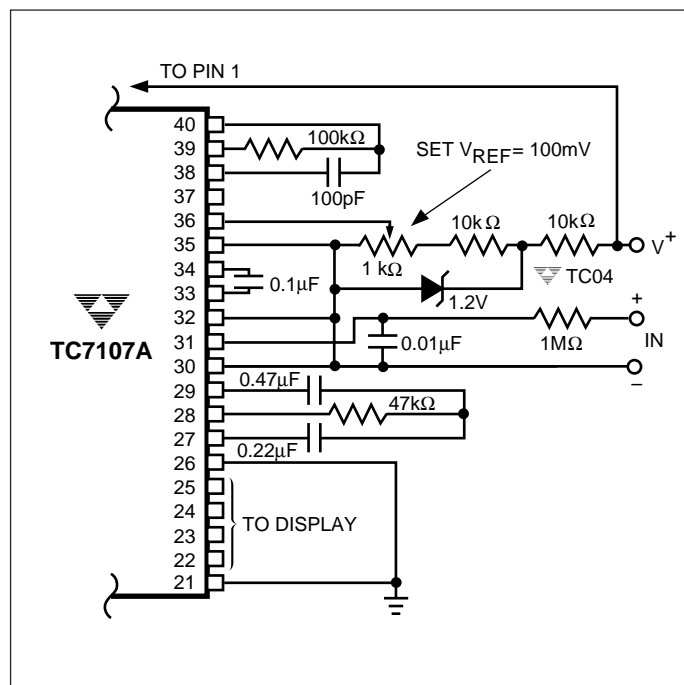 TO PIN 1
40
39
38
37
36
35
34
33
32
31
30
29
28
27
26
25
24
23
22
21
TC7107A
100kΩ
100pF
SET VREF= 100mV
10kΩ
10kΩ
V+
1 kΩ
TC04
0.1µF
1.2V
+
0.01µF
1MΩ
IN
–
0.47µF
47kΩ
0.22µF
TO DISPLAY